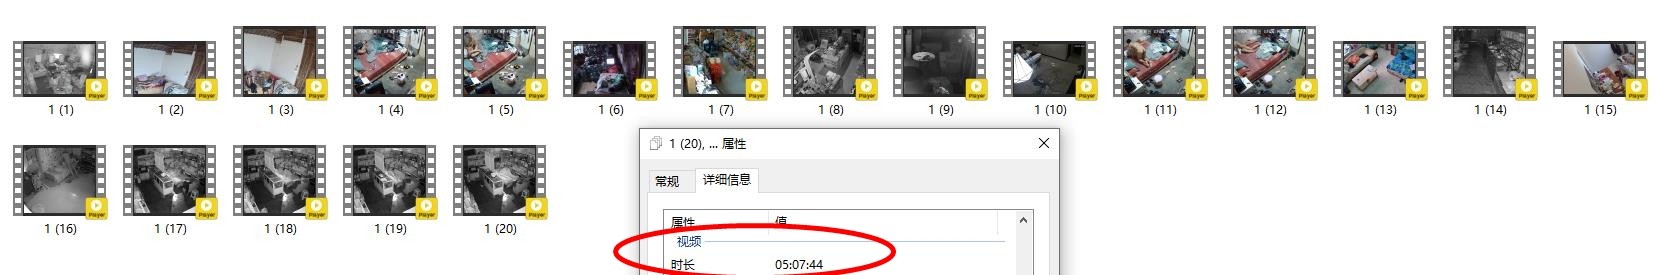 1 (1) 1 (2) 1 (3) 1 (4) 1 (5) 1 (6) 1 (7) 1 (8) 1 (9) 1 (10) 1 (11) 1 (12) 1 (13) 1 (14) 1 (15)
1 (20), ... 属性
常规 详细信息
属性 值
视频
时长 05:07:44
1 (16) 1 (17) 1 (18) 1 (19) 1 (20)
Player Player Player Player Player Player Player Player Player Player Player Player Player Player Player
Player Player Player Player Player